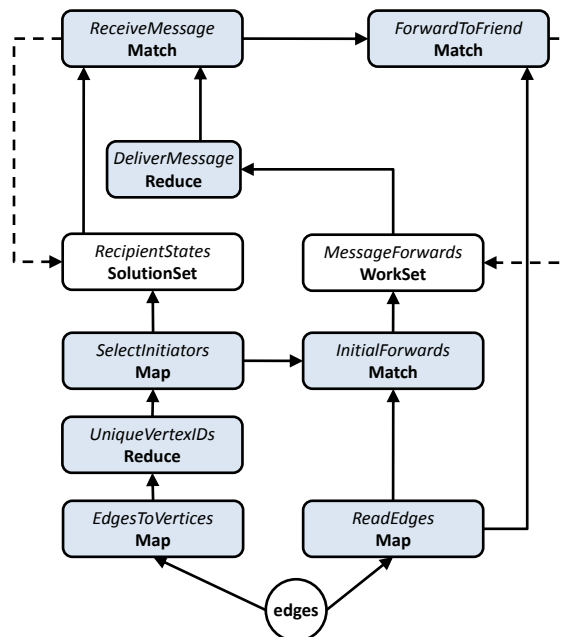 ReceiveMessage
Match
ForwardToFriend
Match
DeliverMessage
Reduce
RecipientStates
SolutionSet
MessageForwards
WorkSet
SelectInitiators
Map
InitialForwards
Match
UniqueVertexIDs
Reduce
EdgesToVertices
Map
ReadEdges
Map
edges